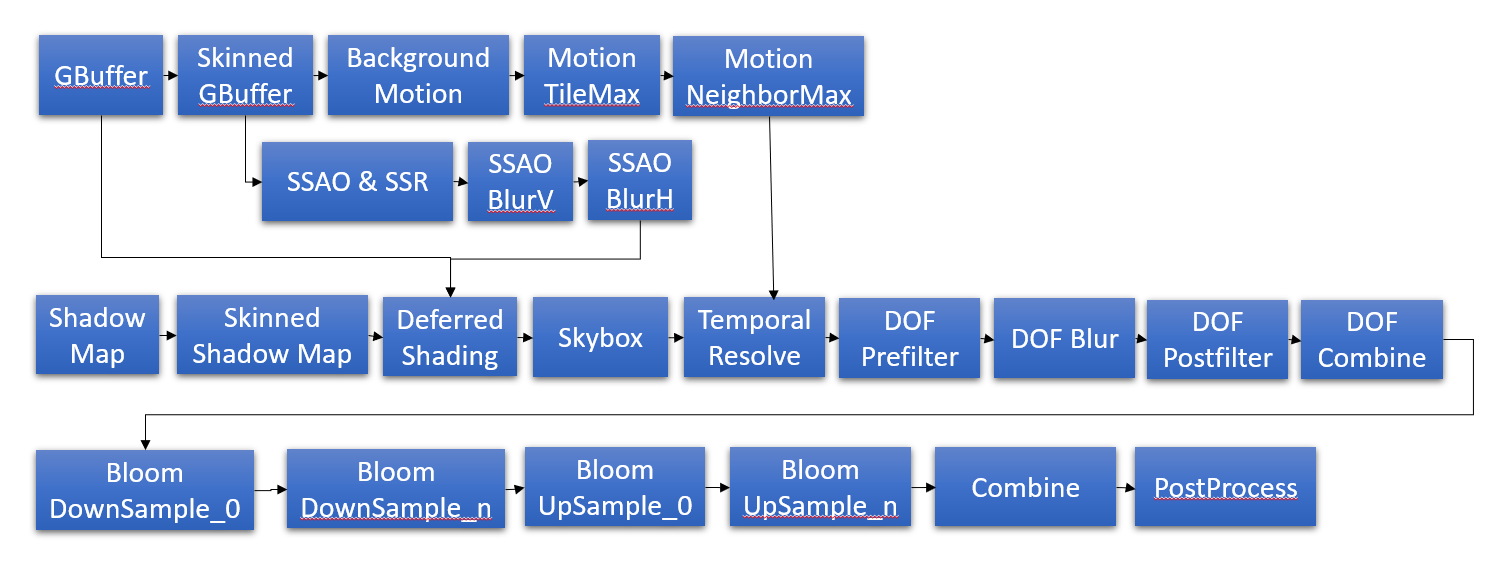 GBuffer
Skinned
GBuffer
Background
Motion
Motion
TileMax
Motion
NeighborMax
SSAO & SSR
SSAO
BlurV
SSAO
BlurH
Shadow
Map
Skinned
Shadow Map
Deferred
Shading
Skybox
Temporal
Resolve
DOF
Prefilter
DOF Blur
DOF
Postfilter
DOF
Combine
Bloom
DownSample_0
Bloom
DownSample_n
Bloom
UpSample_0
Bloom
UpSample_n
Combine
PostProcess